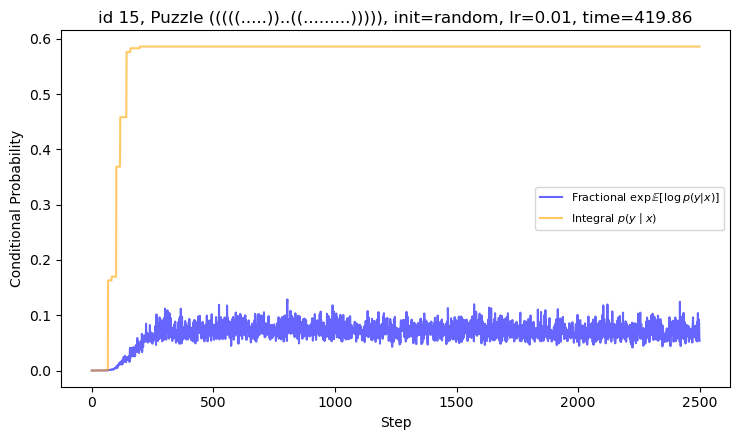 id 15, Puzzle (((((.....))..((.........))))), init=random, lr=0.01, time=419.86
Conditional Probability
0.6
0.5
0.4
0.3
0.2
0.1
0.0
Fractional exp𝔼[log p(y|x)]
Integral p(y | x)
0 500 1000 1500 2000 2500
Step